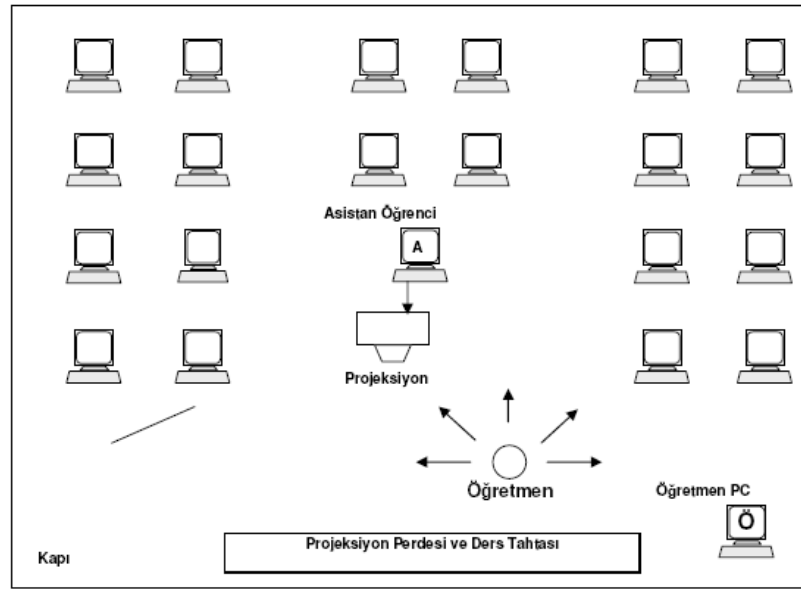 Asistan Öğrenci
A
Projeksiyon
Öğretmen
Öğretmen PC
Ö
Projeksiyon Perdesi ve Ders Tahtası
Kapı